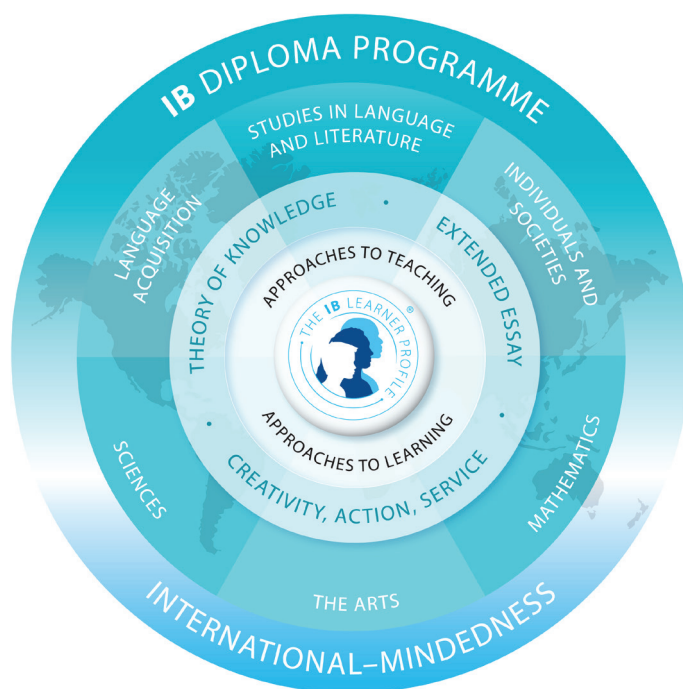 IB DIPLOMA PROGRAMME
STUDIES IN LANGUAGE
AND LITERATURE
LANGUAGE
ACQUISITION
INDIVIDUALS AND
SOCIETIES
THEORY OF KNOWLEDGE
EXTENDED ESSAY
APPROACHES TO TEACHING
THE IB LEARNER PROFILE
®
APPROACHES TO LEARNING
CREATIVITY, ACTION, SERVICE
SCIENCES
MATHEMATICS
THE ARTS
INTERNATIONAL–MINDEDNESS